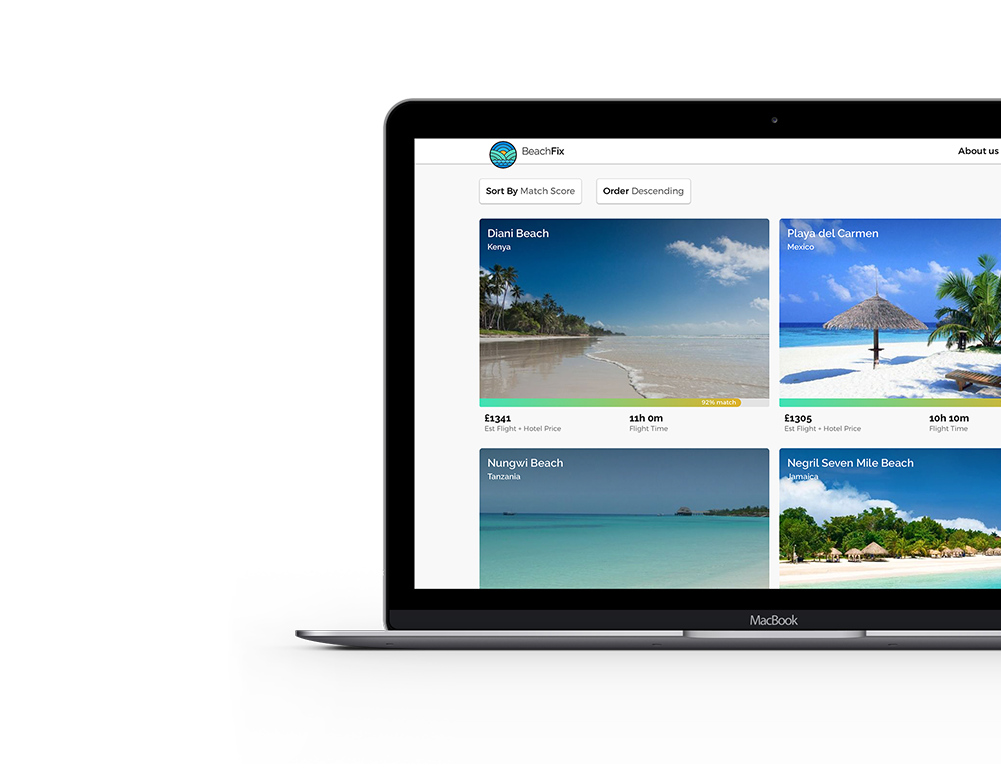 BeachFix
About us
Sort By Match Score
Order Descending
Diani Beach
Kenya
92% match
£1341
11h 0m
Est Flight + Hotel Price
Flight Time
Playa del Carmen
Mexico
£1305
10h 10m
Est Flight + Hotel Price
Flight Time
Nungwi Beach
Tanzania
Negril Seven Mile Beach
Jamaica
MacBook